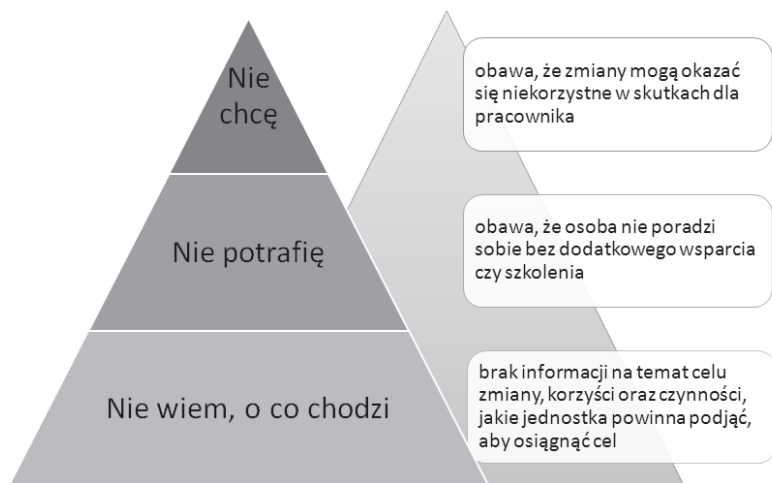 Nie
chcę
obawa, że zmiany mogą okazać
się niekorzystne w skutkach dla
pracownika
Nie potrafię
obawa, że osoba nie poradzi
sobie bez dodatkowego wsparcia
czy szkolenia
Nie wiem, o co chodzi
brak informacji na temat celu
zmiany, korzyści oraz czynności,
jakie jednostka powinna podjąć,
aby osiągnąć cel